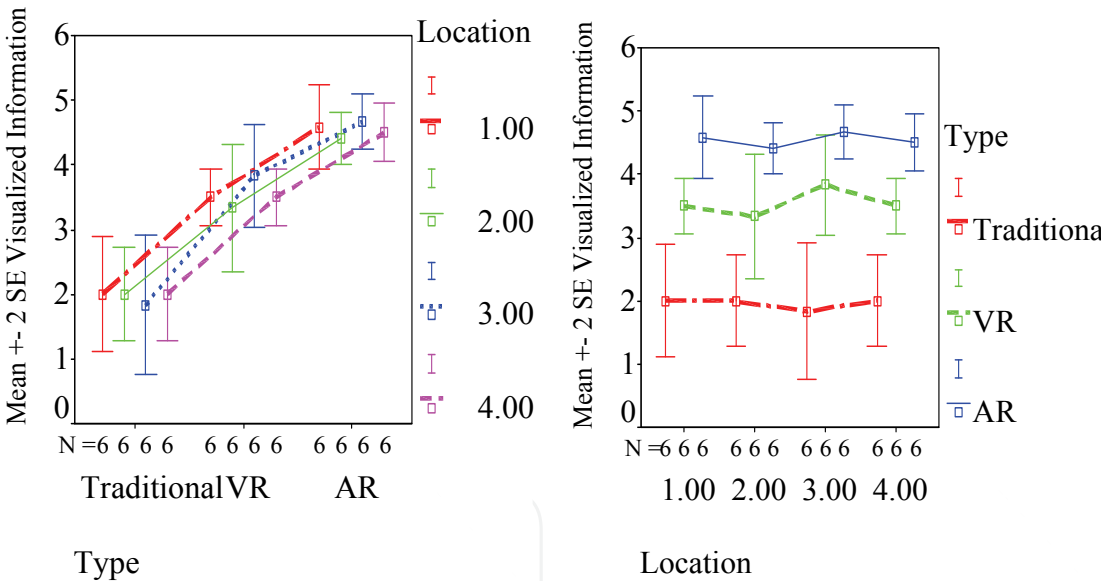 Mean +- 2 SE Visualized Information
6
5
4
3
2
1
0
N =6 6 6 6 6 6 6 6 6 6 6 6
Traditional VR AR
Type
Location
1.00
2.00
3.00
4.00
Mean +- 2 SE Visualized Information
6
5
4
3
2
1
0
N =6 6 6 6 6 6 6 6 6 6 6 6
1.00 2.00 3.00 4.00
Location
Type
Traditiona
VR
AR